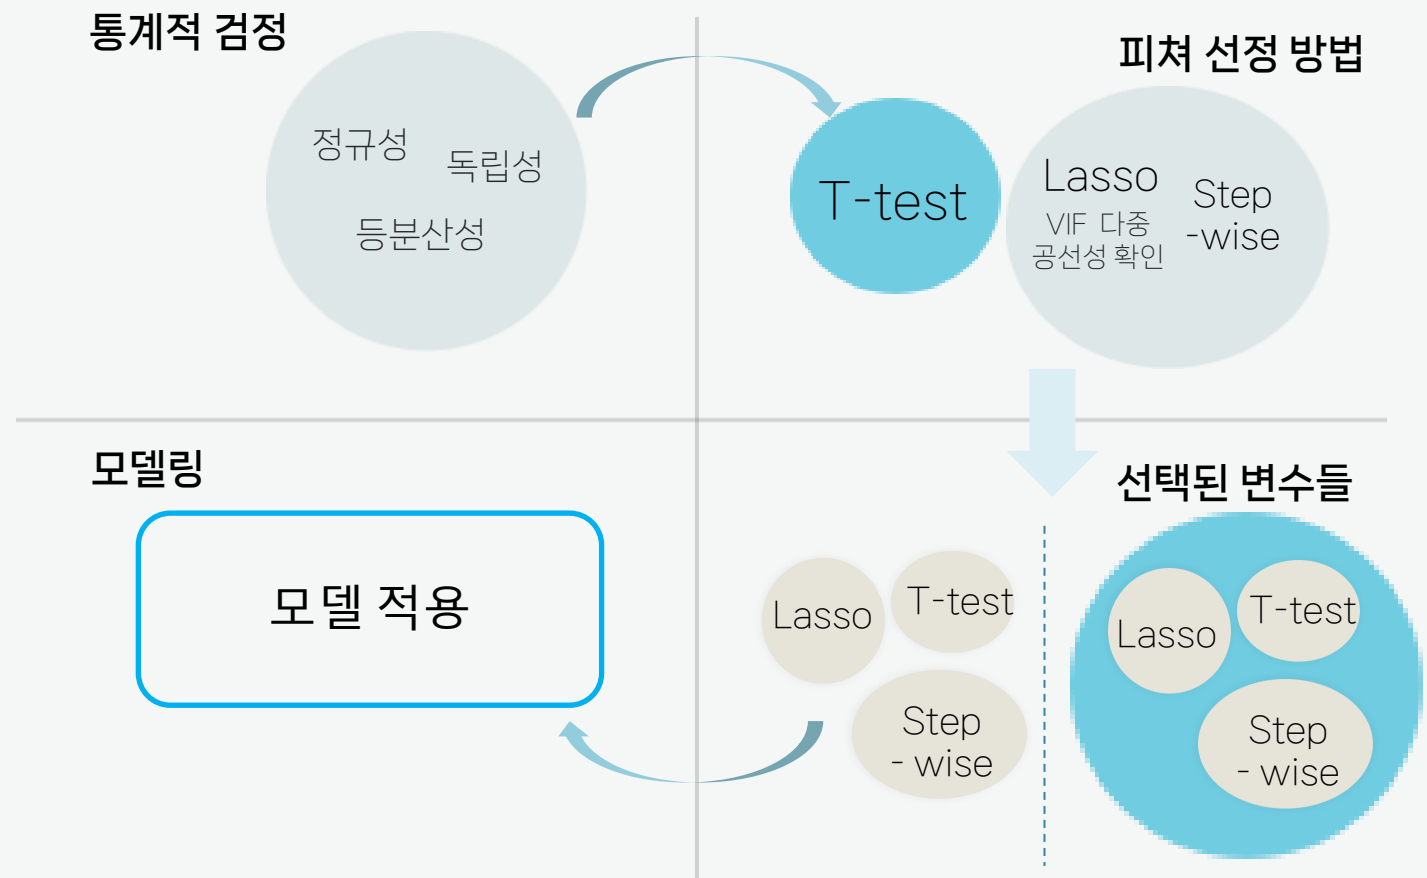 통계적 검정
정규성
독립성
등분산성
피쳐 선정 방법
T-test
Lasso
VIF 다중
공선성 확인
Step
-wise
모델링
모델 적용
선택된 변수들
Lasso
T-test
Step
- wise
Lasso
T-test
Step
- wise